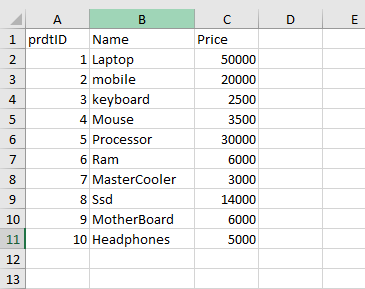 A B C D E
1 prdtID Name Price
2 1 Laptop 50000
3 2 mobile 20000
4 3 keyboard 2500
5 4 Mouse 3500
6 5 Processor 30000
7 6 Ram 6000
8 7 MasterCooler 3000
9 8 Ssd 14000
10 9 MotherBoard 6000
11 10 Headphones 5000
12
13